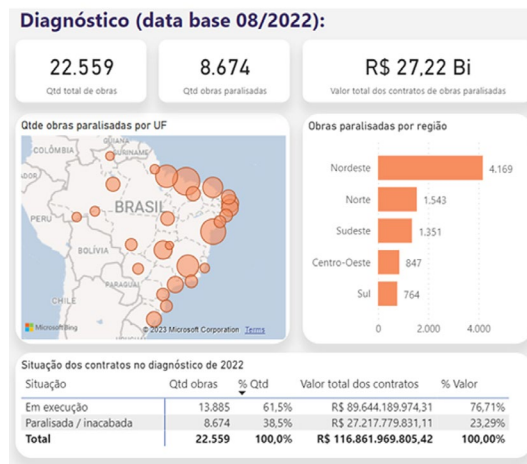 Diagnóstico (data base 08/2022):
22.559
Qtd total de obras
8.674
Qtd obras paralisadas
R$ 27,22 Bi
Valor total dos contratos de obras paralisadas
Qtde obras paralisadas por UF
GUIANA
SURINAME
COLÔMBIA
ADOR
BRASIL
PERU
BOLÍVIA
PARAGUAI
CHILE
Microsoft Bing
© 2023 Microsoft Corporation Terms
Obras paralisadas por região
Nordeste 4.169
Norte 1.543
Sudeste 1.351
Centro-Oeste 847
Sul 764
0 2.000 4.000
Situação dos contratos no diagnóstico de 2022
Situação Qtd obras % Qtd Valor total dos contratos % Valor
Em execução 13.885 61,5% R$ 89.644.189.974,31 76,71%
Paralisada / inacabada 8.674 38,5% R$ 27.217.779.831,11 23,29%
Total 22.559 100,0% R$ 116.861.969.805,42 100,00%